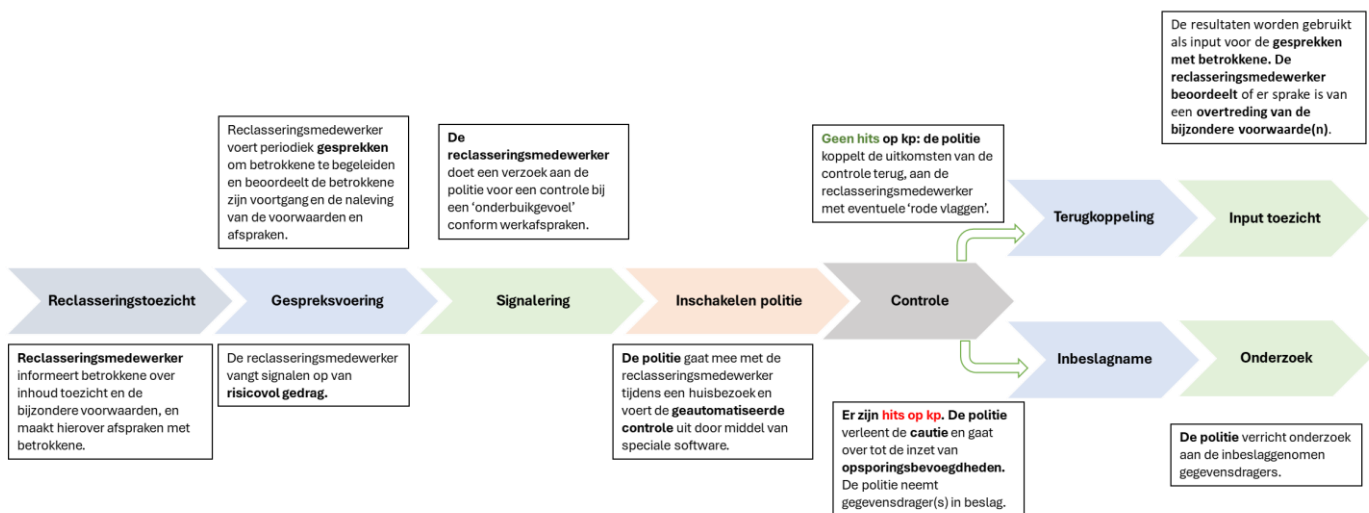 De resultaten worden gebruikt
als input voor de gesprekken
met betrokkene. De
reclasseringsmedewerker
beoordeelt of er sprake is van
een overtreding van de
bijzondere voorwaarde(n).
Reclasseringsmedewerker
voert periodiek gesprekken
om betrokkene te begeleiden
en beoordeelt de betrokkene
zijn voortgang en de naleving
van de voorwaarden en
afspraken.
De
reclasseringsmedewerker
doet een verzoek aan de
politie voor een controle bij
een ‘onderbuikgevoel’
conform werkafspraken.
Geen hits op kp: de politie
koppelt de uitkomsten van de
controle terug, aan de
reclasseringsmedewerker
met eventuele ‘rode vlaggen’.
Terugkoppeling
Input toezicht
Reclasseringstoezicht
Gespreksvoering
Signalering
Inschakelen politie
Controle
Inbeslagname
Onderzoek
Reclasseringsmedewerker
informeert betrokkene over
inhoud toezicht en de
bijzondere voorwaarden, en
maakt hierover afspraken met
betrokkene.
De reclasseringsmedewerker
vangt signalen op van
risicovol gedrag.
De politie gaat mee met de
reclasseringsmedewerker
tijdens een huisbezoek en
voert de geautomatiseerde
controle uit door middel van
speciale software.
Er zijn hits op kp. De politie
verleent de cautie en gaat
over tot de inzet van
opsporingsbevoegdheden.
De politie neemt
gegevensdrager(s) in beslag.
De politie verricht onderzoek
aan de inbeslaggenomen
gegevensdragers.